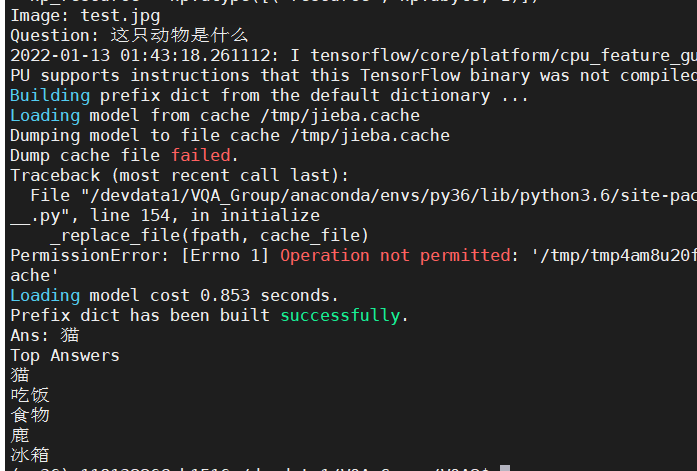 Image: test.jpg
Question: 这只动物是什么
2022-01-13 01:43:18.261112: I tensorflow/core/platform/cpu_feature_gu
PU supports instructions that this TensorFlow binary was not compiled
Building prefix dict from the default dictionary ...
Loading model from cache /tmp/jieba.cache
Dumping model to file cache /tmp/jieba.cache
Dump cache file failed.
Traceback (most recent call last):
File "/devdata1/VQA_Group/anaconda/envs/py36/lib/python3.6/site-pac
__.py", line 154, in initialize
_replace_file(fpath, cache_file)
PermissionError: [Errno 1] Operation not permitted: '/tmp/tmp4am8u20f
ache'
Loading model cost 0.853 seconds.
Prefix dict has been built successfully.
Ans: 猫
Top Answers
猫
吃饭
食物
鹿
冰箱